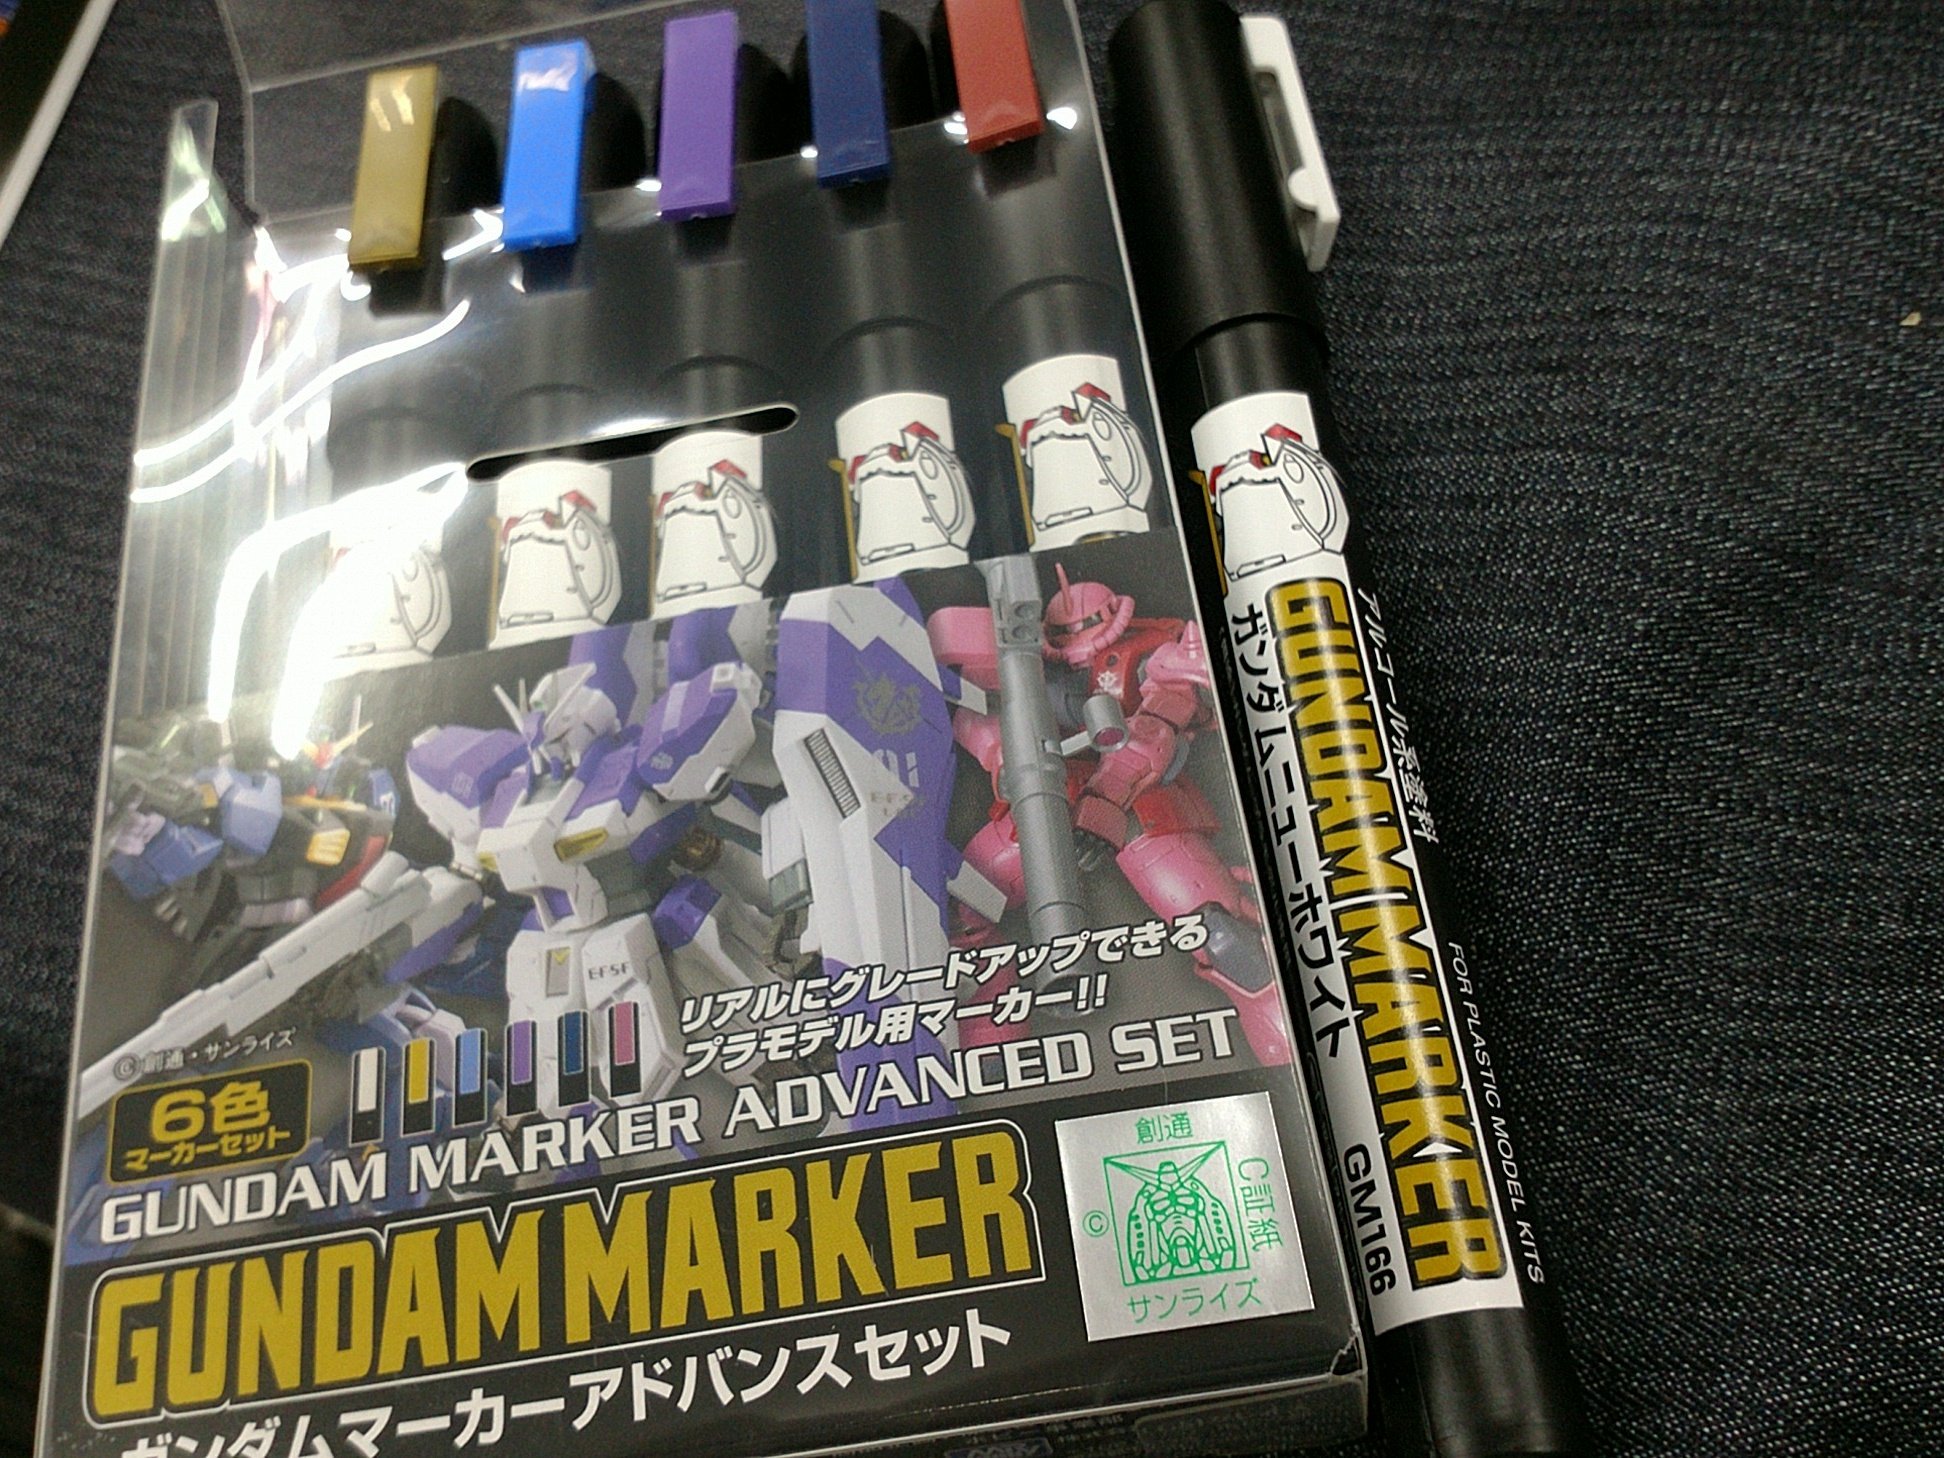 リアルにグレードアップできる
プラモデル用マーカー!!
©創通・サンライズ
6色
マーカーセット
GUNDAM MARKER ADVANCED SET
GUNDAM MARKER
ガンダムマーカーアドバンスセット
創通
C証紙
©
サンライズ
EFSF
アルコール系塗料
GUNDAM MARKER
ガンダムニューホワイト
GM166
FOR PLASTIC MODEL KITS